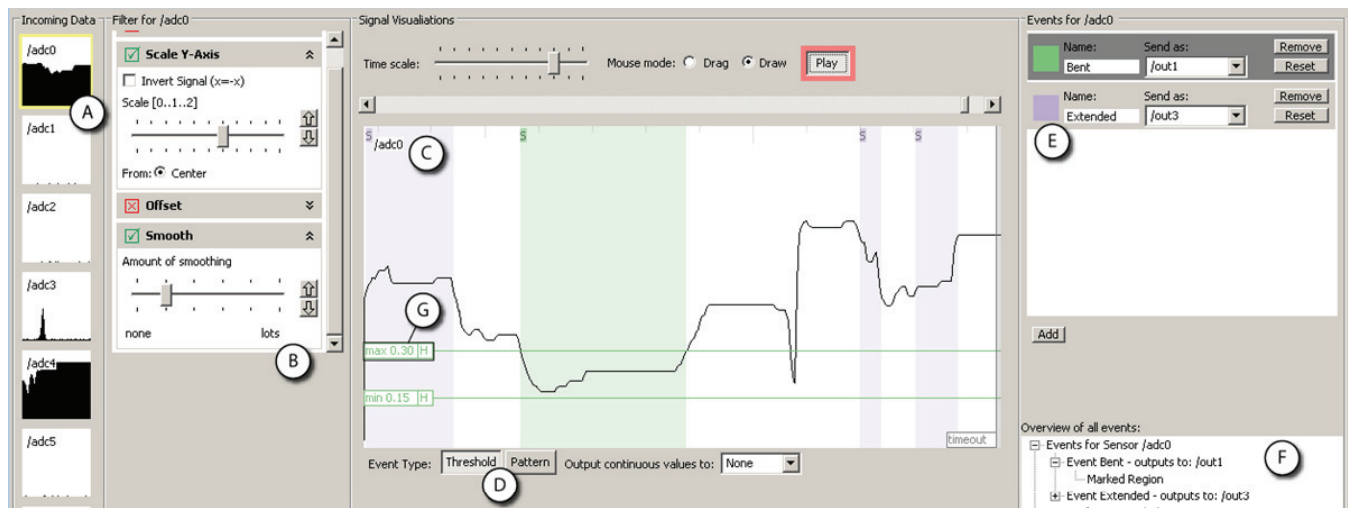 Incoming Data
/adc0
A
/adc1
/adc2
/adc3
/adc4
/adc5
Filter for /adc0
Scale Y-Axis
Invert Signal (x=-x)
Scale [0..1..2]
From: Center
Offset
Smooth
Amount of smoothing
none lots
B
Signal Visualiations
Time scale:
Mouse mode: Drag Draw Play
S S S S
/adc0
C
G
max 0.30 H
min 0.15 H
timeout
Event Type: Threshold Pattern Output continuous values to: None
D
Events for /adc0
Name: Send as: Remove
Bent /out1 Reset
Name: Send as: Remove
Extended /out3 Reset
E
Add
Overview of all events:
Events for Sensor /adc0
Event Bent - outputs to: /out1
Marked Region
Event Extended - outputs to: /out3
F